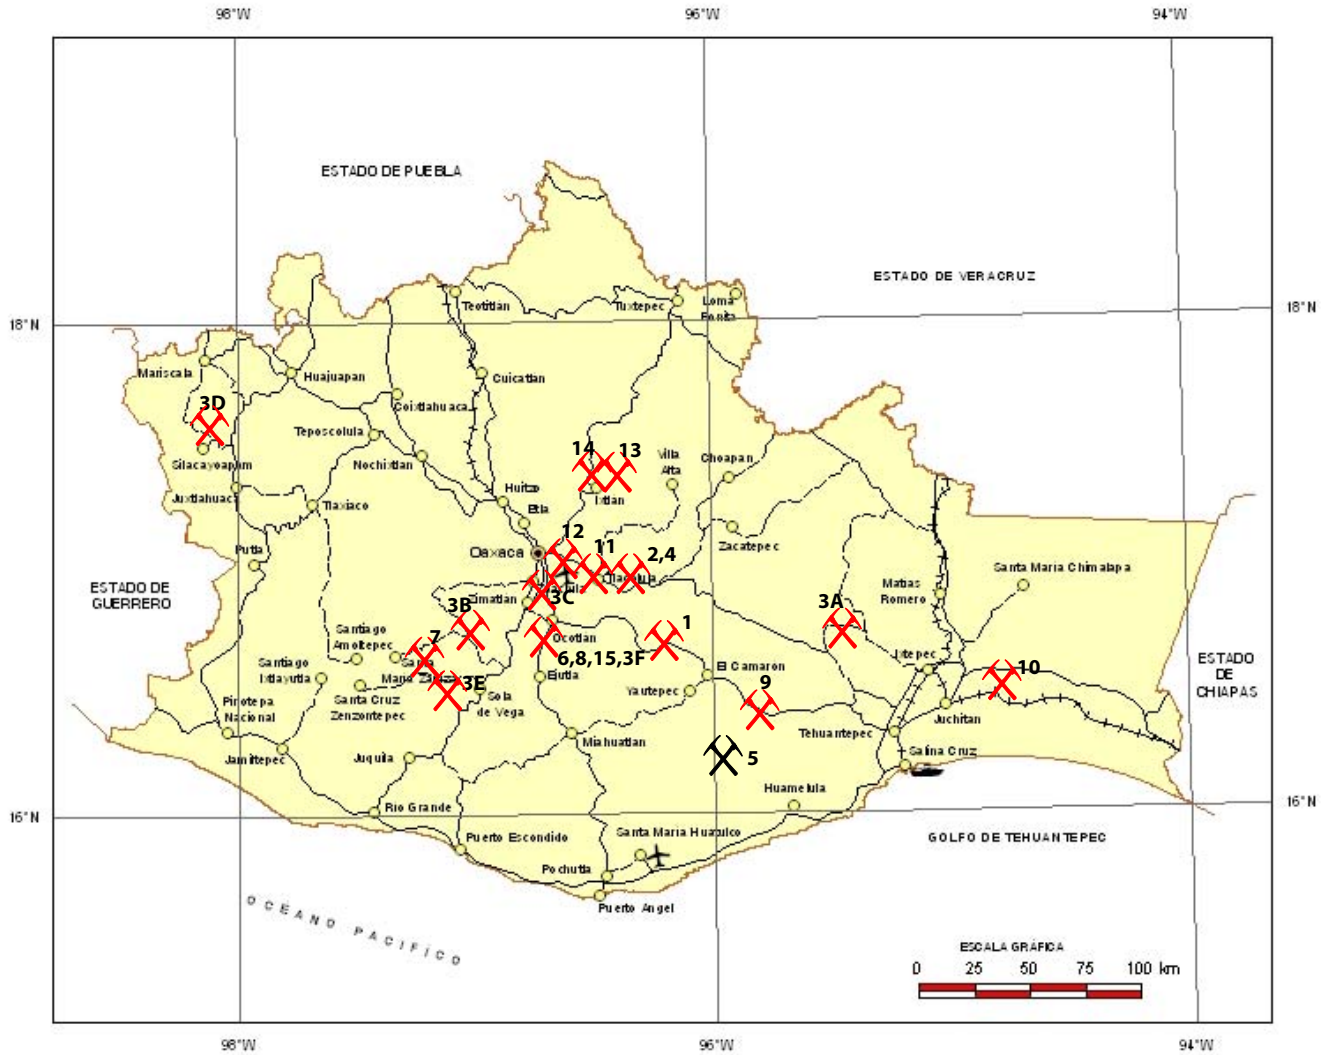 98°W
96°W
94°W
ESTADO DE PUEBLA
ESTADO DE VERACRUZ
18°N
18°N
Teotitlan
Tuxtepec
Loma
Bonita
Mariscala
Huajuapan
Cuicatlan
Coixtlahuaca
3D
Teposcolula
Silacayoapam
Nochixtlan
14
13
Villa
Alta
Choapan
Juxtlahuaca
Tlaxiaco
Huitzo
Ixtlan
Etla
Putla
Oaxaca
12
11
2,4
Zacatepec
Tlacolula
Santa Maria Chimalapa
ESTADO DE
GUERRERO
Matias
Romero
Zimatlan
3C
3B
3A
1
Santiago
Amoltepec
7
Ocotlan
6,8,15,3F
Santiago
Ixtlayutla
Santa
Ixtepec
10
ESTADO
DE
CHIAPAS
El Camaron
Ejutla
3E
9
Yautepec
Santa Cruz
Zenzontepec
Sola
de Vega
Pinotepa
Nacional
Juchitan
Tehuantepec
Miahuatlan
Jamiltepec
Juquila
5
Salina Cruz
Huamelula
Rio Grande
16°N
16°N
Puerto Escondido
Santa Maria Huatulco
GOLFO DE TEHUANTEPEC
Pochutla
Puerto Angel
OCEANO PACIFÍCO
ESCALA GRÁFICA
0 25 50 75 100 km
98°W
96°W
94°W